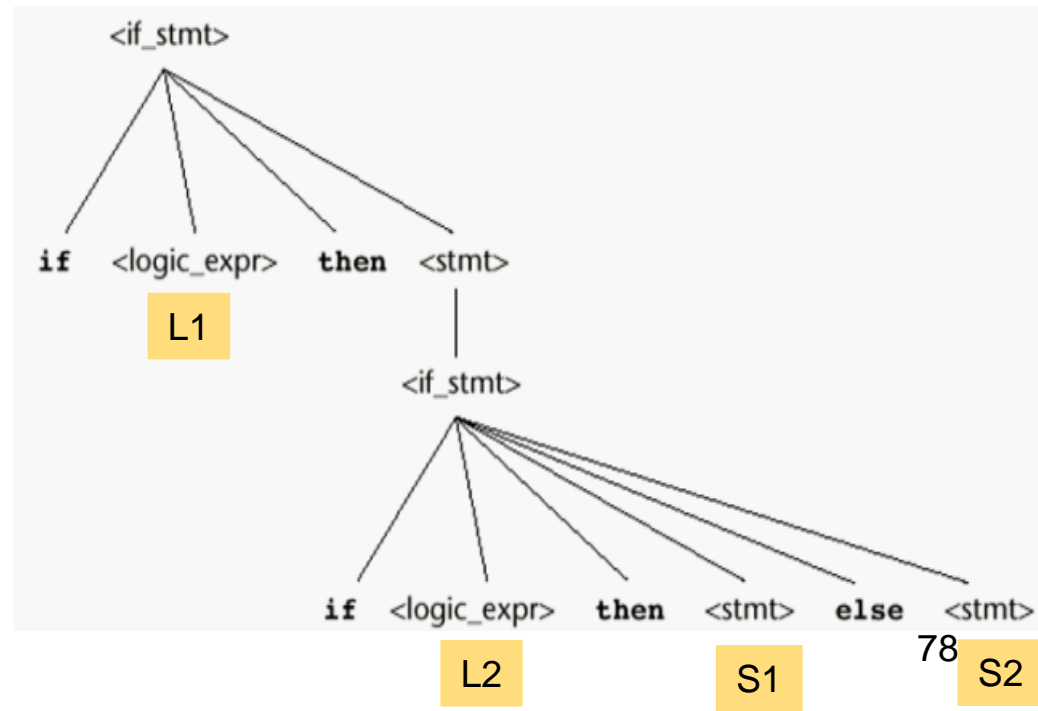 <if_stmt>
if <logic_expr> then <stmt>
L1
<if_stmt>
if <logic_expr> then <stmt> else <stmt>
78
L2 S1 S2